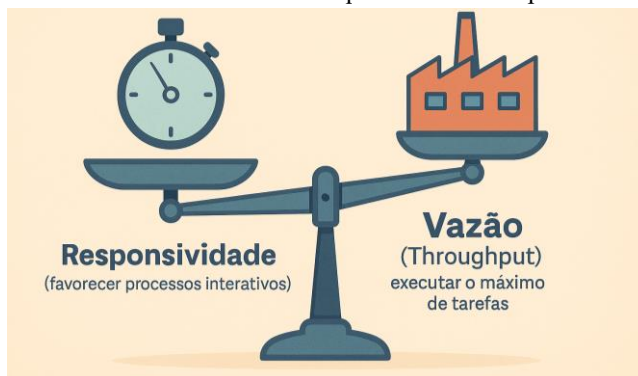 Responsividade
(favorecer processos interativos)
Vazão
(Throughput)
executar o máximo
de tarefas